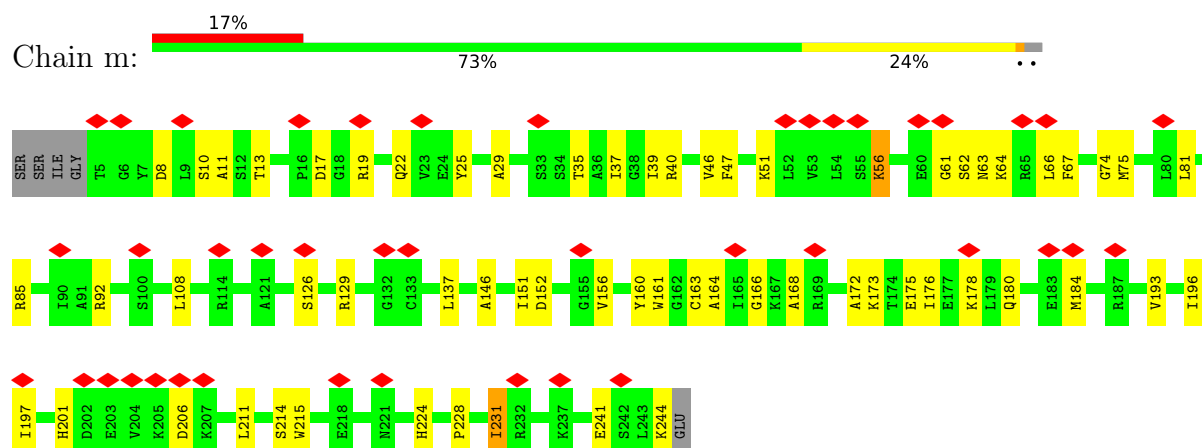 17%
Chain m:
73% 24% • •
SER SER ILE GLY T5 G6 Y7 D8 L9 S10 A11 S12 T13 P16 D17 G18 R19 Q22 V23 E24 Y25 A29 S33 S34 T35 A36 I37 G38 I39 R40 V46 F47 K51 L52 V53 L54 S55 K56 E60 G61 S62 N63 K64 R65 L66 F67 G74 M75 L80 L81
R85 I90 A91 R92 S100 L108 R114 A121 S126 R129 G132 C133 L137 A146 I151 D152 G155 V156 Y160 W161 G162 C163 A164 I165 G166 K167 A168 R169 A172 K173 T174 E175 I176 E177 K178 L179 Q180 E183 M184 R187 V193 I196
I197 H201 D202 E203 V204 K205 D206 K207 L211 S214 W215 E218 N221 H224 P228 I231 R232 K237 E241 S242 L243 K244 GLU